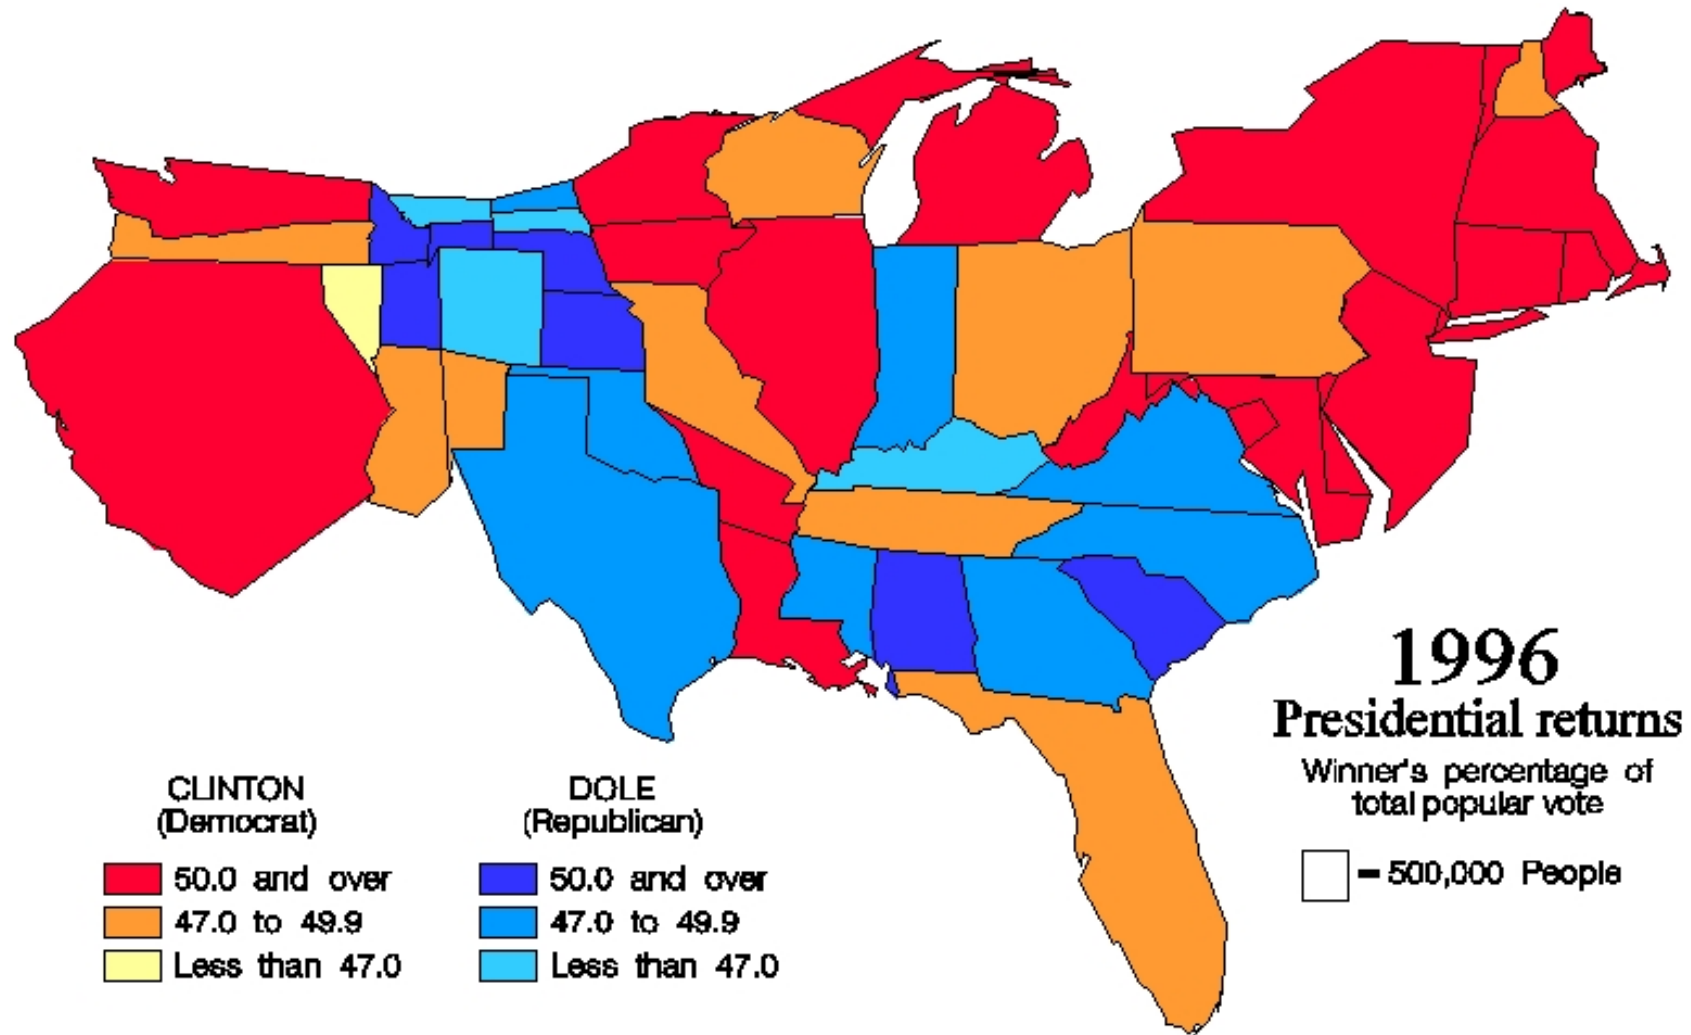 1996
Presidential returns
Winner's percentage of
total popular vote
= 500,000 People
CLINTON
(Democrat)
50.0 and over
47.0 to 49.9
Less than 47.0
DOLE
(Republican)
50.0 and over
47.0 to 49.9
Less than 47.0